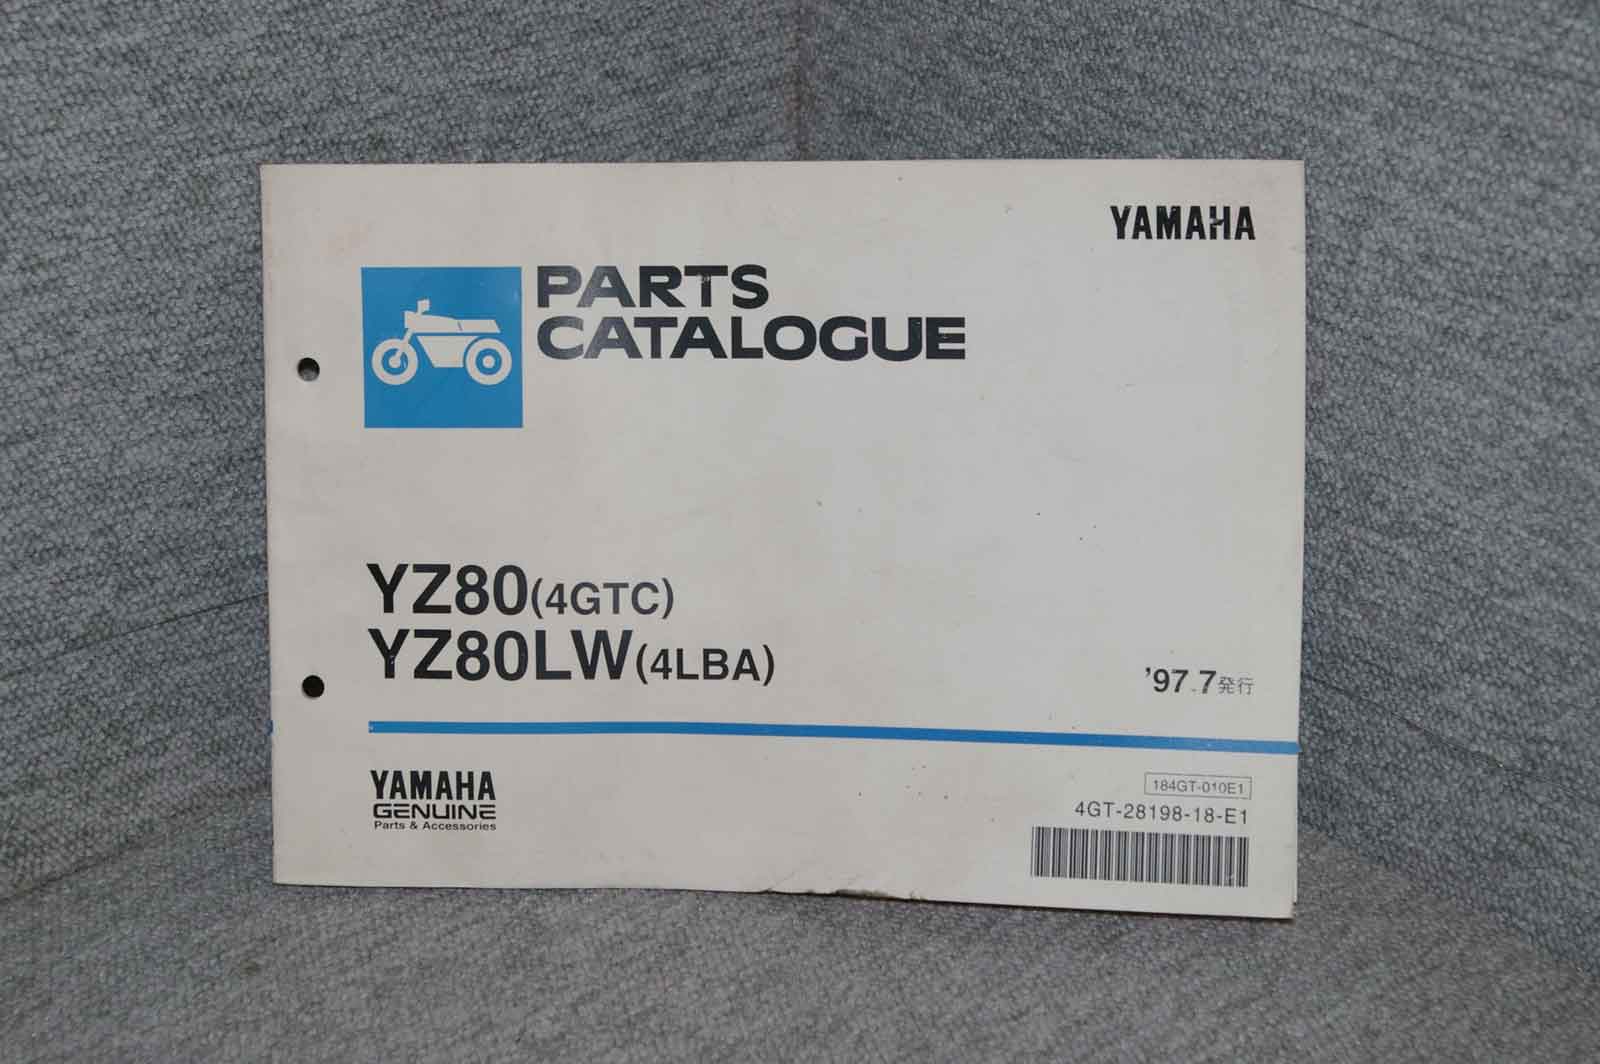 YAMAHA
PARTS
CATALOGUE
YZ80(4GTC)
YZ80LW(4LBA)
'97.7発行
YAMAHA
GENUINE
Parts & Accessories
184GT-010E1
4GT-28198-18-E1